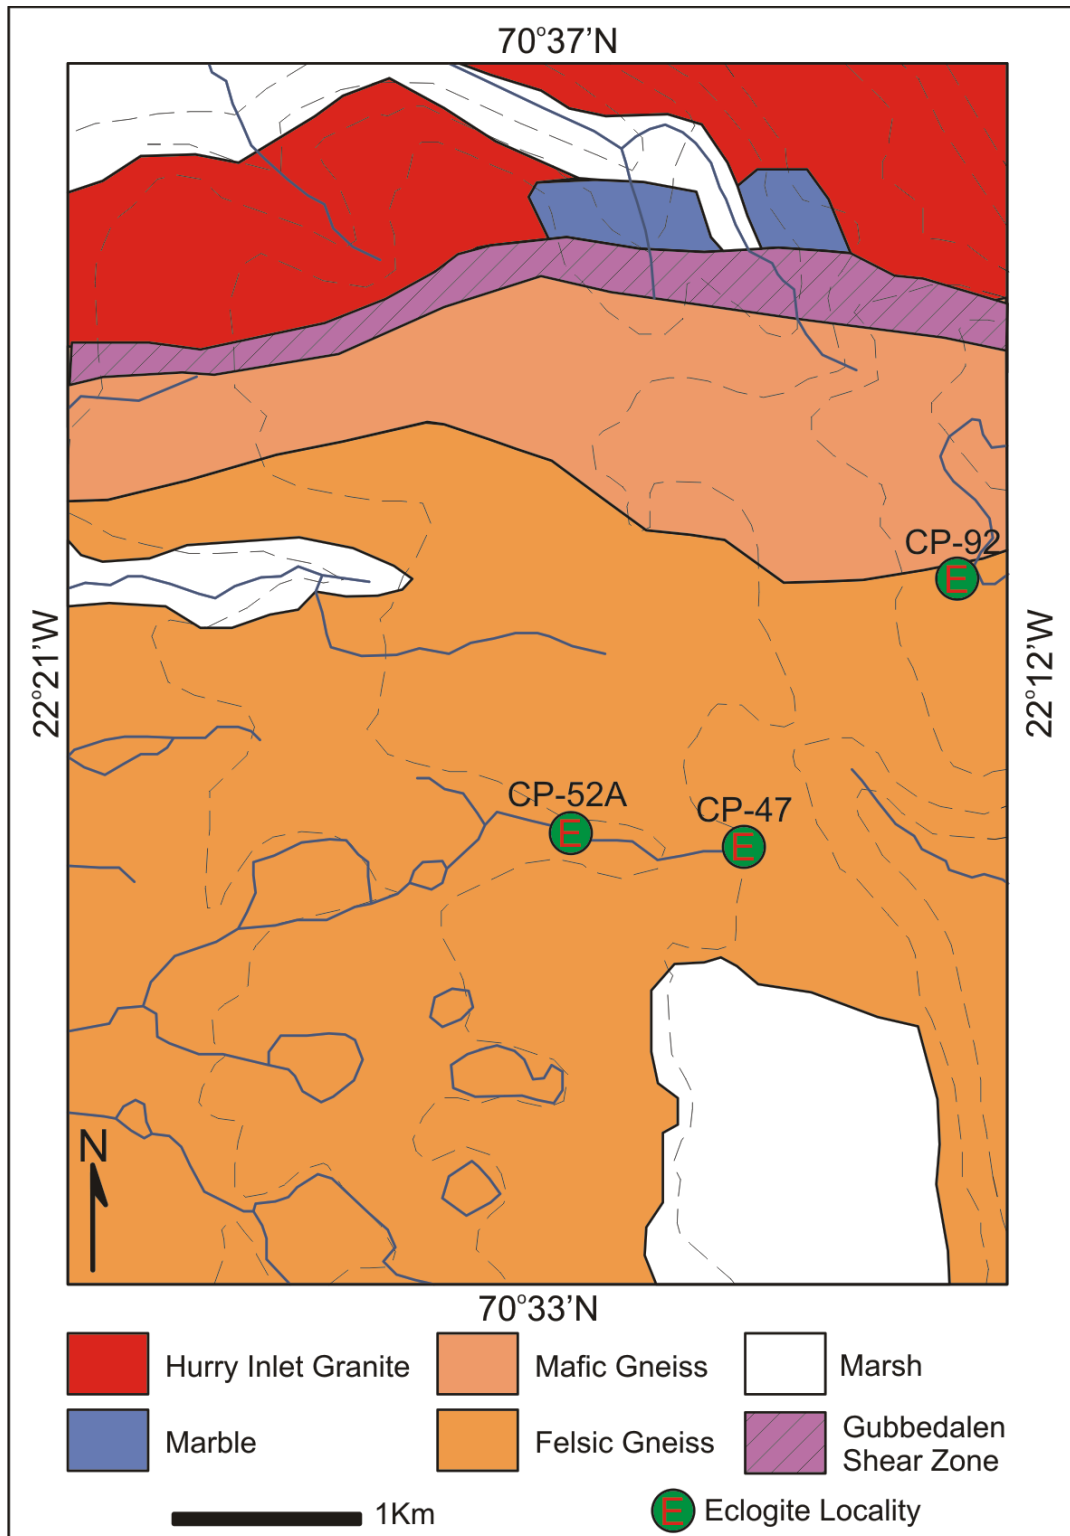 70°37'N
CP-92
22°21'W
22°12'W
CP-52A
CP-47
E
E
E
N
70°33'N
Hurry Inlet Granite
Mafic Gneiss
Marsh
Marble
Felsic Gneiss
Gubbedalen
Shear Zone
1Km
E
Eclogite Locality